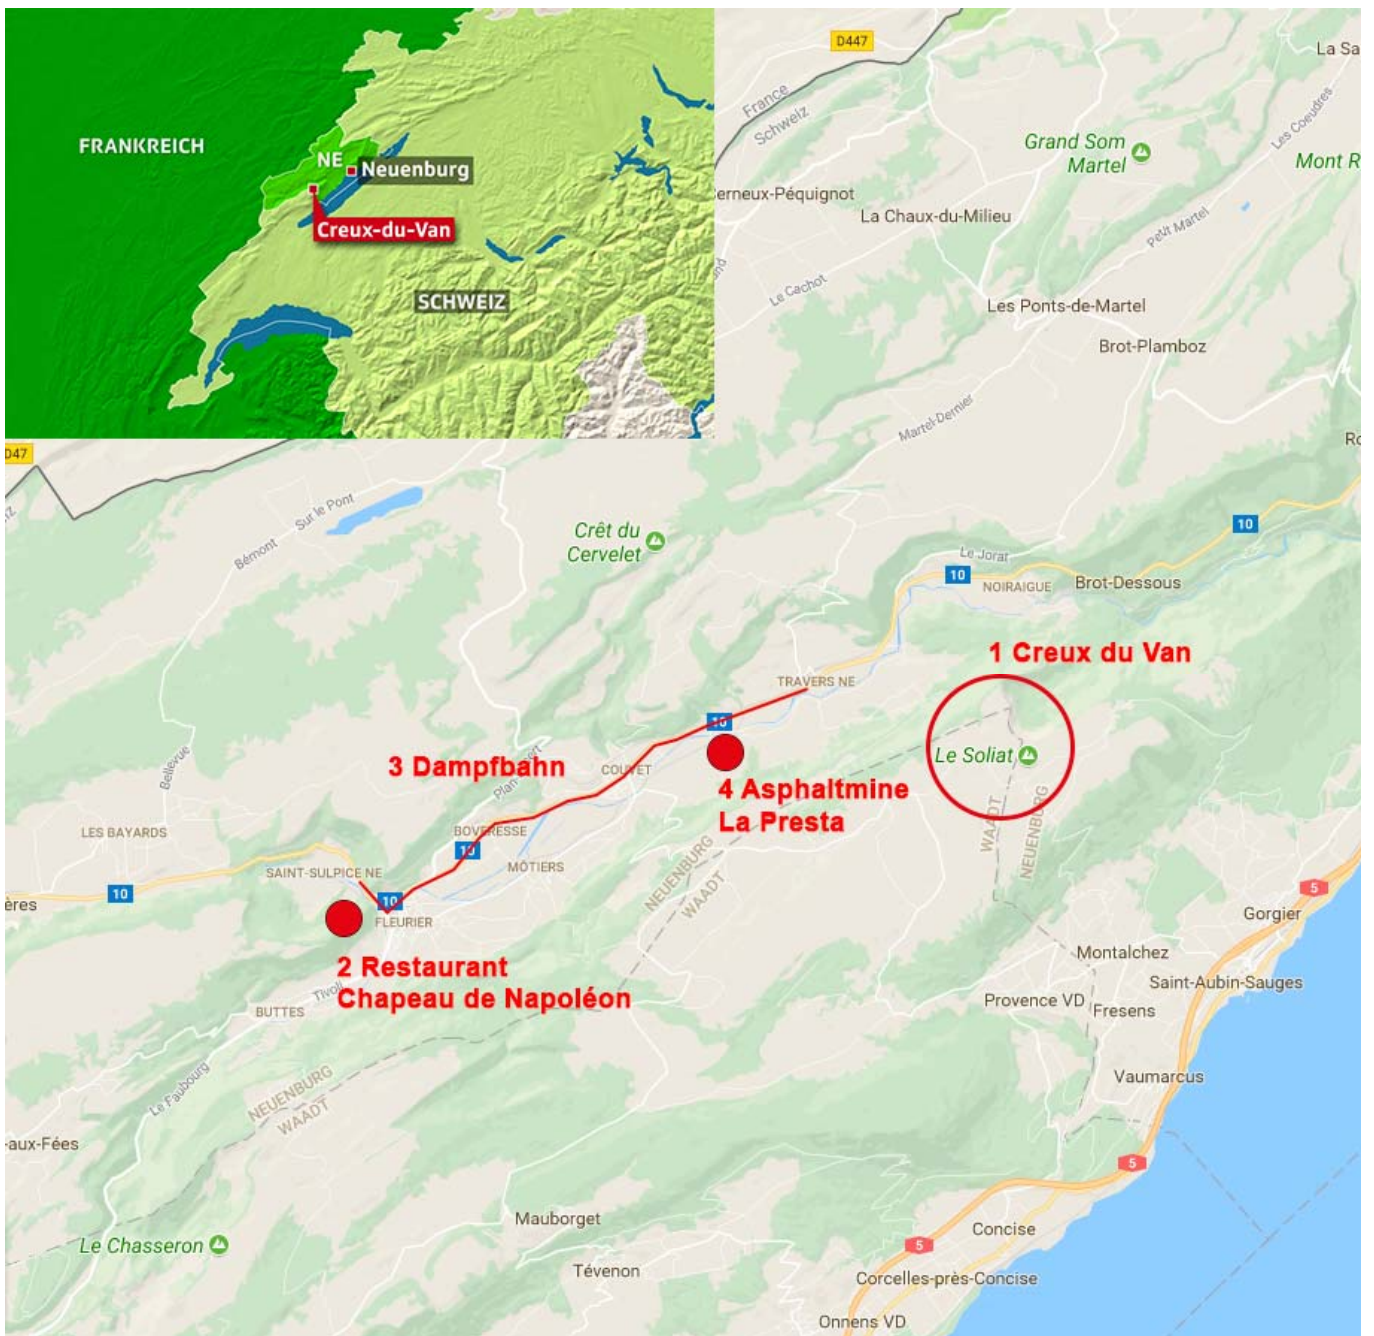 FRANKREICH
NE
Neuenburg
Creux-du-Van
SCHWEIZ
D447
La Sa
France
Schweiz
Grand Som
Martel
Les Coeudres
Mont R
erneux-Péquignot
La Chaux-du-Milieu
Petit Martel
Le Cachot
Les Ponts-de-Martel
Brot-Plamboz
Martel-Dernier
D47
Sur le Pont
Bémont
Crêt du
Cervelet
10
Le Jorat
10
NOIRAIGUE
Brot-Dessous
1 Creux du Van
TRAVERS NE
10
Le Soliat
3 Dampfbahn
COUVET
4 Asphaltmine
La Presta
Bellevue
LES BAYARDS
BOVERESSE
10
MÔTIERS
WAADT
NEUENBURG
NEUENBURG
WAADT
SAINT-SULPICE NE
10
10
FLEURIER
ères
5
Gorgier
2 Restaurant
Chapeau de Napoléon
Tivoli
BUTTES
Montalchez
Saint-Aubin-Sauges
Provence VD
Fresens
Vaumarcus
Le Faubourg
NEUENBURG
WAADT
-aux-Fées
5
Mauborget
Le Chasseron
5
Concise
Tévenon
Corcelles-près-Concise
Onnens VD